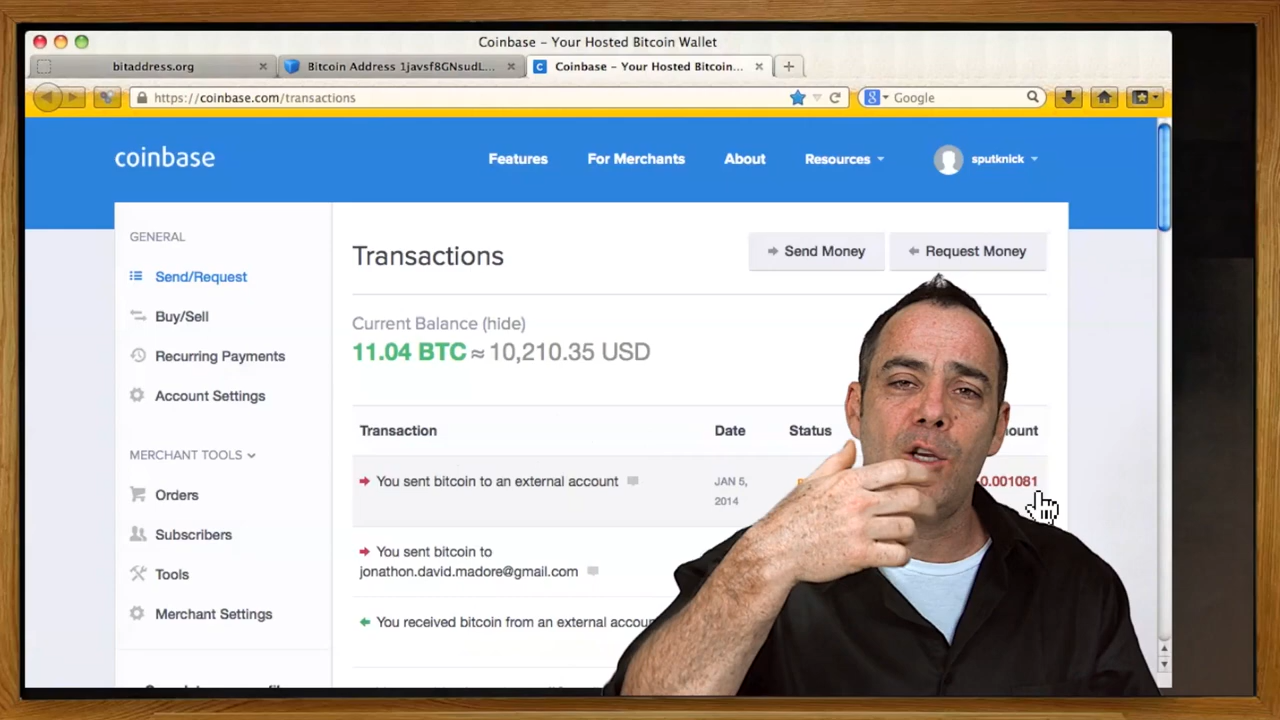 Coinbase – Your Hosted Bitcoin Wallet
bitaddress.org
Bitcoin Address 1javsf8GNsudL...
Coinbase – Your Hosted Bitcoin...
https://coinbase.com/transactions
Google
coinbase
Features
For Merchants
About
Resources
sputknick
GENERAL
Send/Request
Buy/Sell
Recurring Payments
Account Settings
MERCHANT TOOLS
Orders
Subscribers
Tools
Merchant Settings
Transactions
Send Money
Request Money
Current Balance (hide)
11.04 BTC ≈ 10,210.35 USD
Transaction Date Status ount
You sent bitcoin to an external account JAN 5, 0.001081
2014
You sent bitcoin to
jonathon.david.madore@gmail.com
You received bitcoin from an external accou